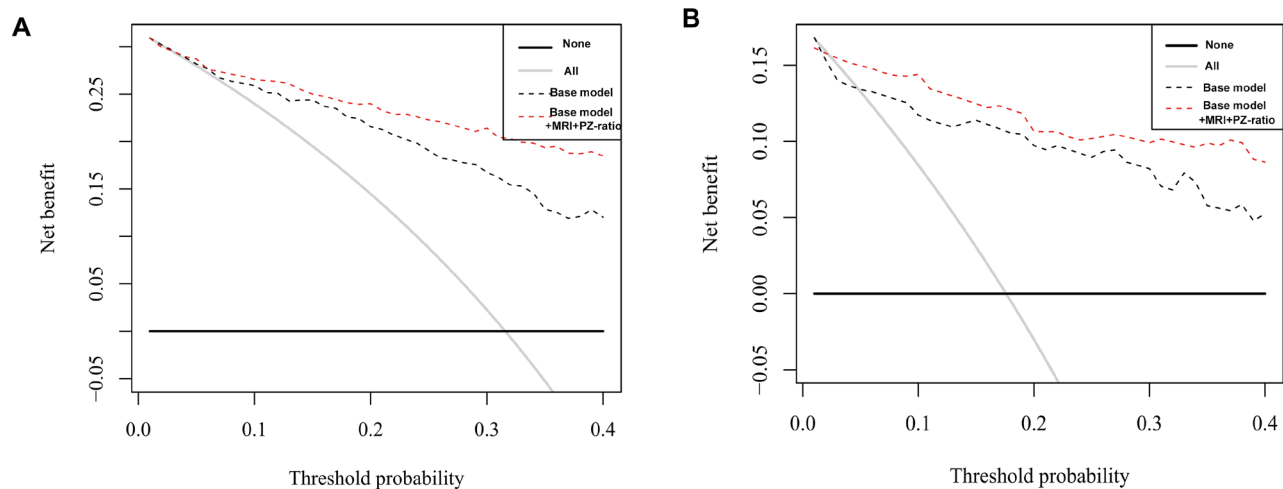 A
None
All
Base model
Base model
+MRI+PZ-ratio
Net benefit
0.25
0.15
0.05
−0.05
0.0
0.1
0.2
0.3
0.4
Threshold probability
B
None
All
Base model
Base model
+MRI+PZ-ratio
Net benefit
0.15
0.10
0.05
0.00
−0.05
0.0
0.1
0.2
0.3
0.4
Threshold probability